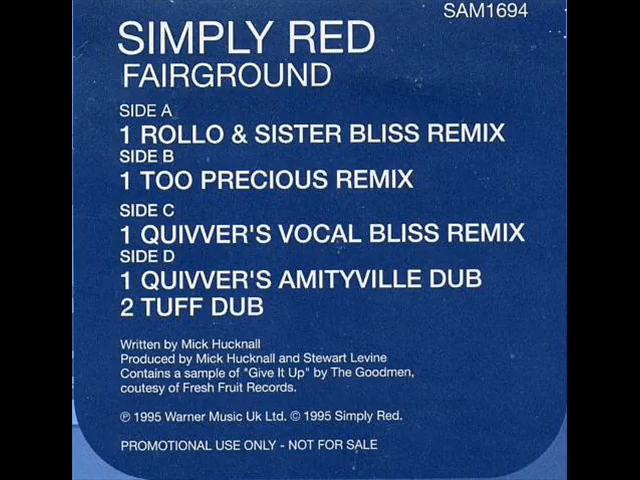 SAM1694
SIMPLY RED
FAIRGROUND
SIDE A
1 ROLLO & SISTER BLISS REMIX
SIDE B
1 TOO PRECIOUS REMIX
SIDE C
1 QUIVVER'S VOCAL BLISS REMIX
SIDE D
1 QUIVVER'S AMITYVILLE DUB
2 TUFF DUB
Written by Mick Hucknall
Produced by Mick Hucknall and Stewart Levine
Contains a sample of "Give It Up" by The Goodmen,
coutesy of Fresh Fruit Records.
℗ 1995 Warner Music Uk Ltd. © 1995 Simply Red.
PROMOTIONAL USE ONLY - NOT FOR SALE